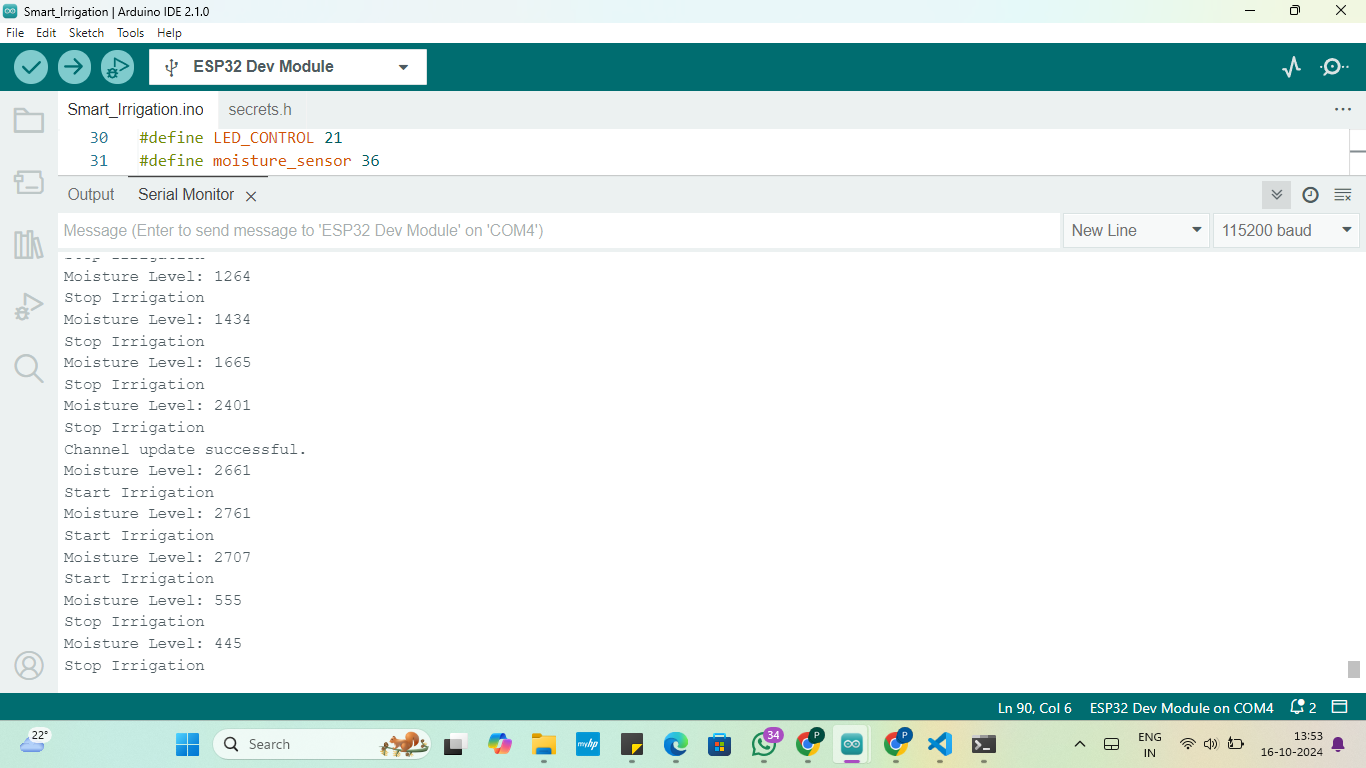 Smart_Irrigation | Arduino IDE 2.1.0
File Edit Sketch Tools Help
ESP32 Dev Module
Smart_Irrigation.ino secrets.h
30 #define LED_CONTROL 21
31 #define moisture_sensor 36
Output Serial Monitor
Message (Enter to send message to 'ESP32 Dev Module' on 'COM4')
New Line
115200 baud
Moisture Level: 1264
Stop Irrigation
Moisture Level: 1434
Stop Irrigation
Moisture Level: 1665
Stop Irrigation
Moisture Level: 2401
Stop Irrigation
Channel update successful.
Moisture Level: 2661
Start Irrigation
Moisture Level: 2761
Start Irrigation
Moisture Level: 2707
Start Irrigation
Moisture Level: 555
Stop Irrigation
Moisture Level: 445
Stop Irrigation
Ln 90, Col 6 ESP32 Dev Module on COM4 2
22°
Search
myhp
34
P
P
ENG
IN
13:53
16-10-2024